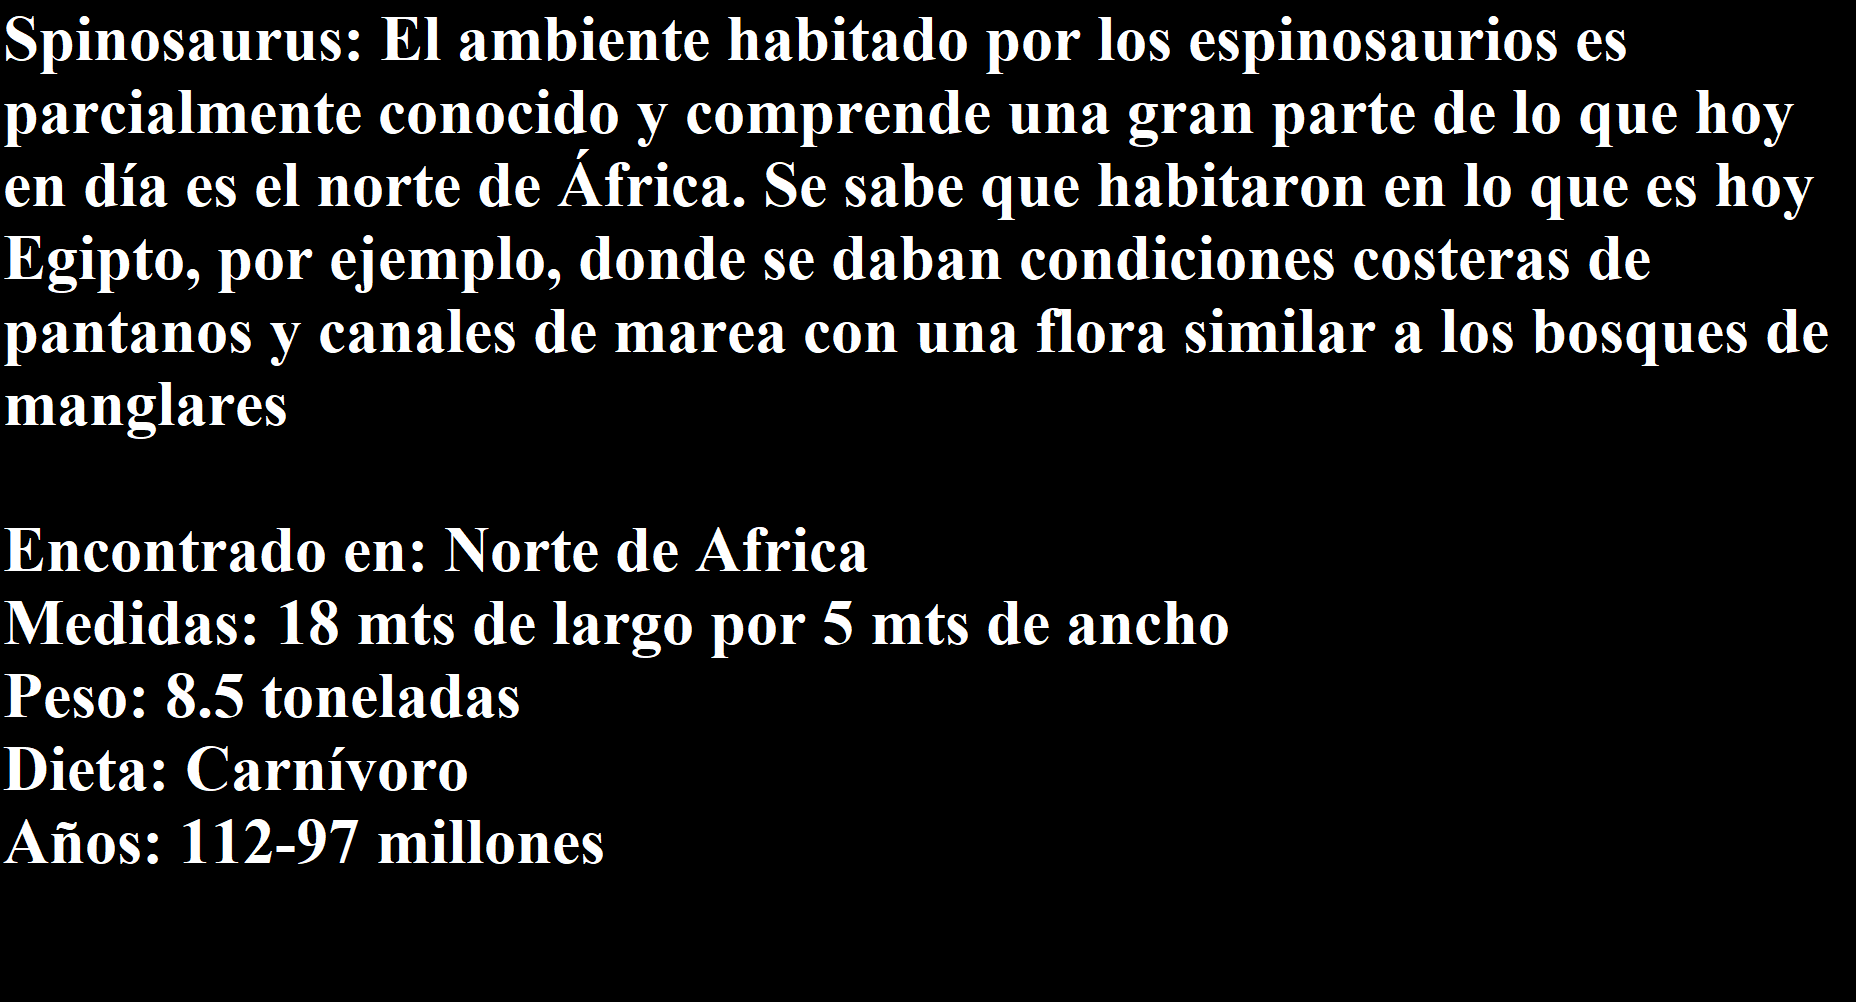 Spinosaurus: El ambiente habitado por los espinosaurios es
parcialmente conocido y comprende una gran parte de lo que hoy
en día es el norte de África. Se sabe que habitaron en lo que es hoy
Egipto, por ejemplo, donde se daban condiciones costeras de
pantanos y canales de marea con una flora similar a los bosques de
manglares
Encontrado en: Norte de Africa
Medidas: 18 mts de largo por 5 mts de ancho
Peso: 8.5 toneladas
Dieta: Carnívoro
Años: 112-97 millones